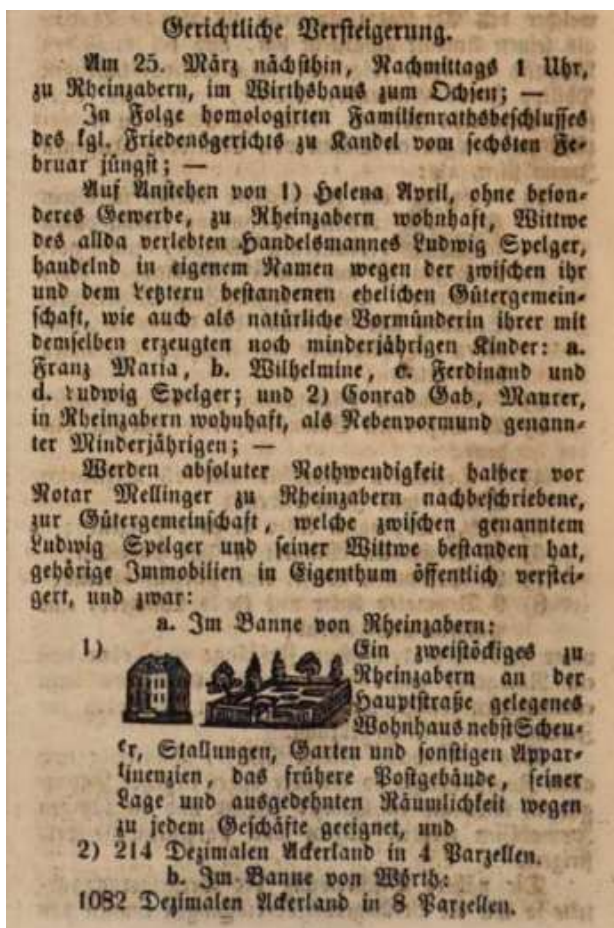 Gerichtliche Versteigerung.
Am 25. März nächsthin, Nachmittags 1 Uhr,
zu Rheinzabern, im Wirthshaus zum Ochsen; —
In Folge homologirten Familienrathsbeschlusses
des kgl. Friedensgerichts zu Kandel vom sechsten Fe-
bruar jüngst; —
Auf Anstehen von 1) Helena April, ohne beson-
deres Gewerbe, zu Rheinzabern wohnhaft, Wittwe
des allda verlebten Handelsmannes Ludwig Spelger,
handelnd in eigenem Namen wegen der zwischen ihr
und dem Letztern bestandenen ehelichen Gütergemein-
schaft, wie auch als natürliche Vormünderin ihrer mit
demselben erzeugten noch minderjährigen Kinder: a.
Franz Maria, b. Wilhelmine, c. Ferdinand und
d. Ludwig Spelger; und 2) Conrad Gab, Maurer,
in Rheinzabern wohnhaft, als Nebenvormund genann-
ter Minderjährigen; —
Werden absoluter Nothwendigkeit halber vor
Notar Mellinger zu Rheinzabern nachbeschriebene,
zur Gütergemeinschaft, welche zwischen genanntem
Ludwig Spelger und seiner Wittwe bestanden hat,
gehörige Immobilien in Eigenthum öffentlich verstei-
gert, und zwar:
a. Im Banne von Rheinzabern:
1) Ein zweistöckiges zu
Rheinzabern an der
Hauptstraße gelegenes
Wohnhaus nebst Scheu-
er, Stallungen, Garten und sonstigen Appar-
tinenzien, das frühere Postgebäude, seiner
Lage und ausgedehnten Räumlichkeit wegen
zu jedem Geschäfte geeignet, und
2) 214 Dezimalen Ackerland in 4 Parzellen.
b. Im Banne von Wörth:
1082 Dezimalen Ackerland in 8 Parzellen.